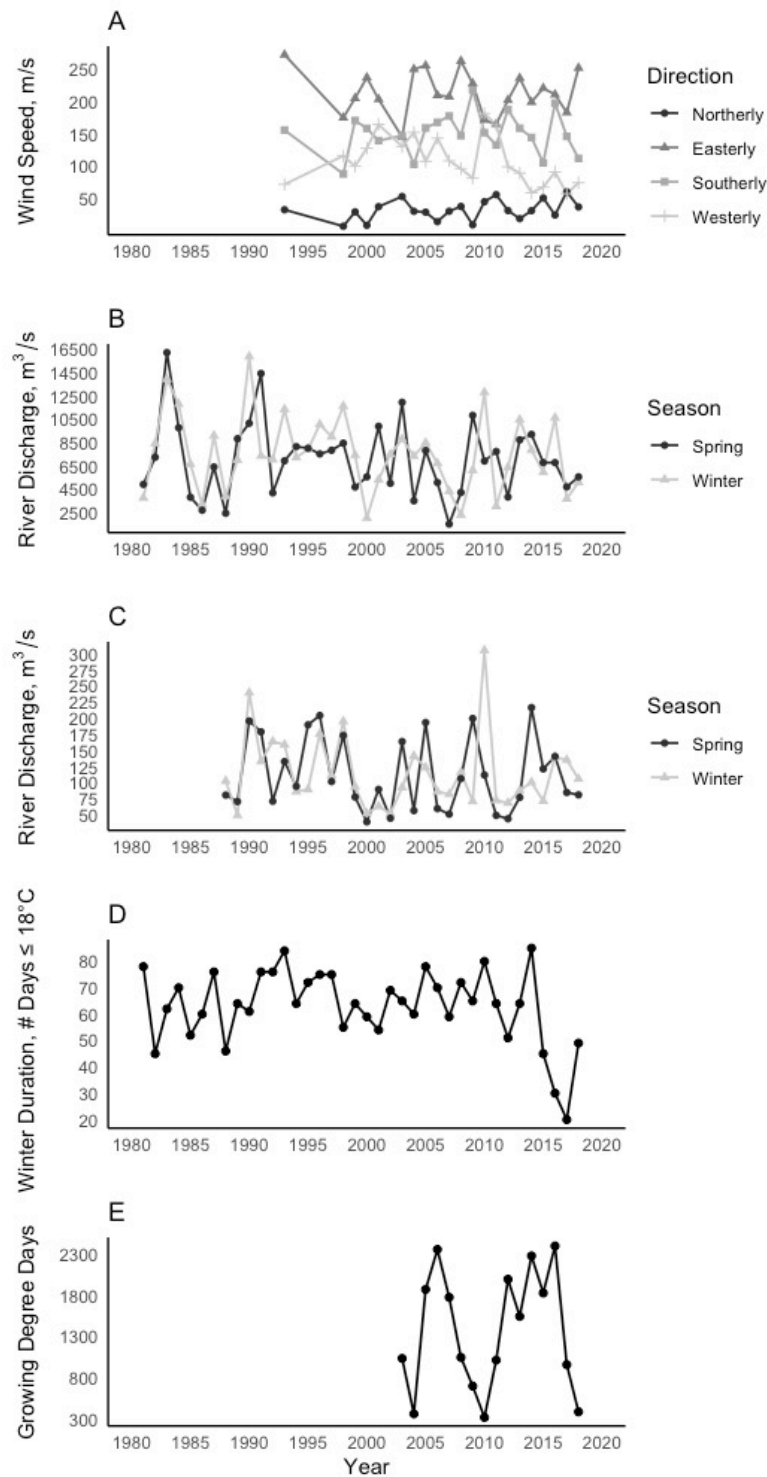 A
Wind Speed, m/s
250
200
150
100
50
1980 1985 1990 1995 2000 2005 2010 2015 2020
Direction
Northerly
Easterly
Southerly
Westerly
B
River Discharge, m³/s
16500
14500
12500
10500
8500
6500
4500
2500
1980 1985 1990 1995 2000 2005 2010 2015 2020
Season
Spring
Winter
C
River Discharge, m³/s
300
275
250
225
200
175
150
125
100
75
50
1980 1985 1990 1995 2000 2005 2010 2015 2020
Season
Spring
Winter
D
Winter Duration, # Days ≤ 18°C
80
70
60
50
40
30
20
1980 1985 1990 1995 2000 2005 2010 2015 2020
E
Growing Degree Days
2300
1800
1300
800
300
1980 1985 1990 1995 2000 2005 2010 2015 2020
Year